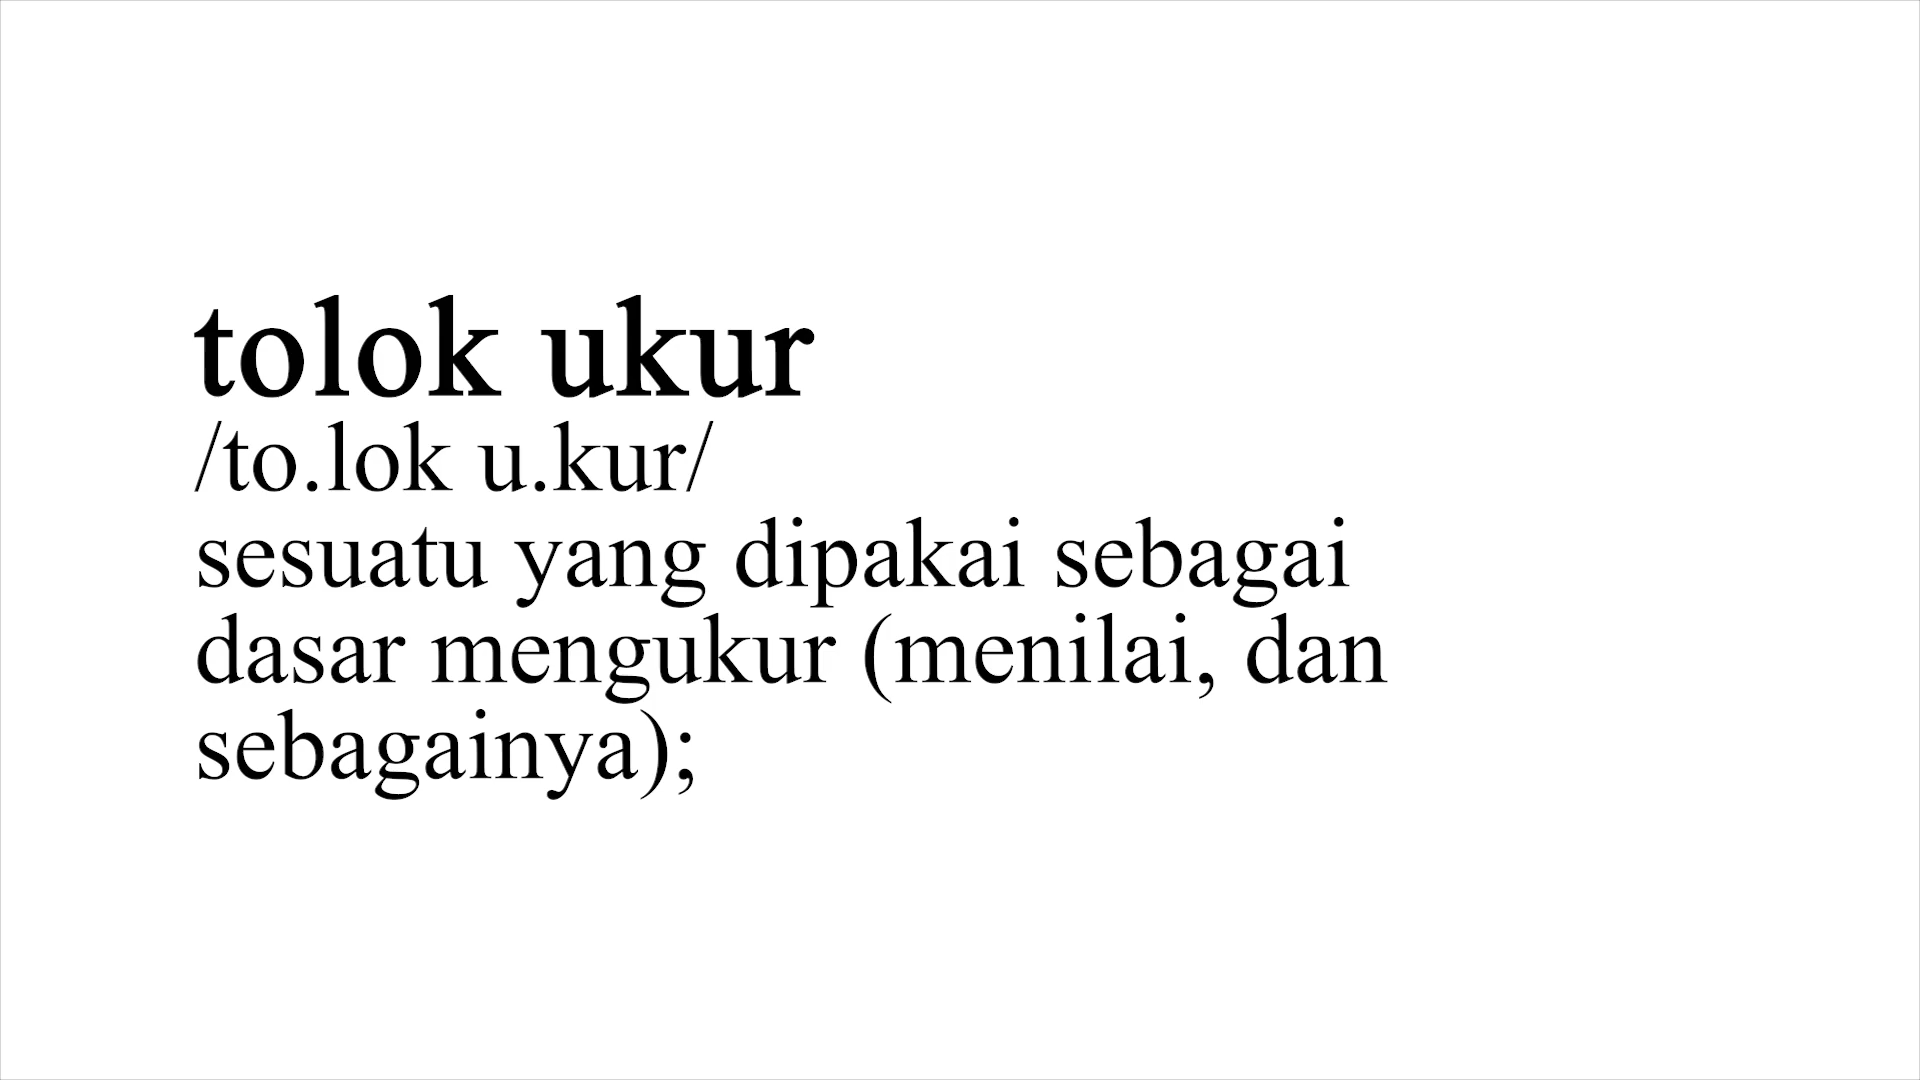 tolok ukur
/to.lok u.kur/
sesuatu yang dipakai sebagai
dasar mengukur (menilai, dan
sebagainya);